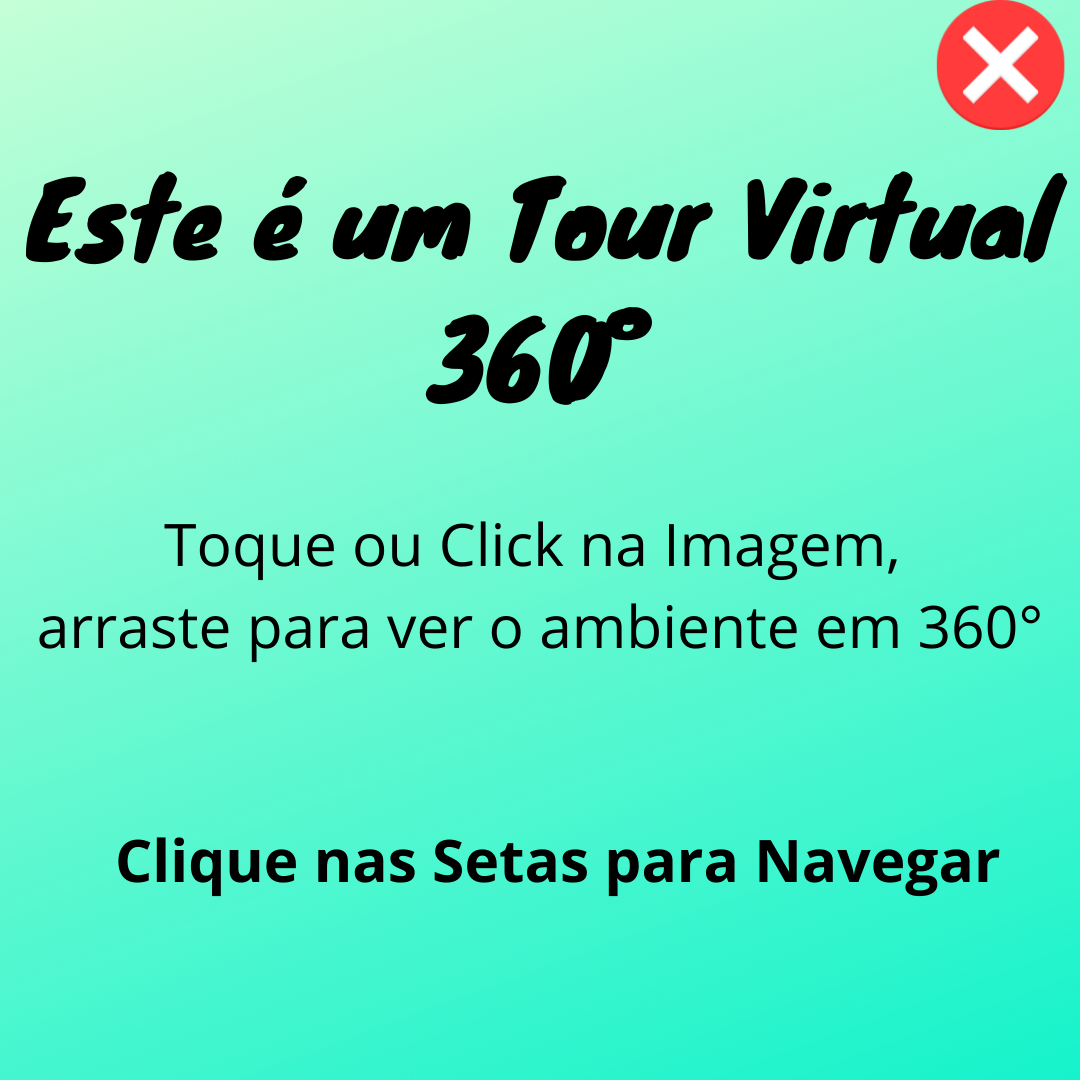 Este é um Tour Virtual
360°
Toque ou Click na Imagem,
arraste para ver o ambiente em 360°
Clique nas Setas para Navegar